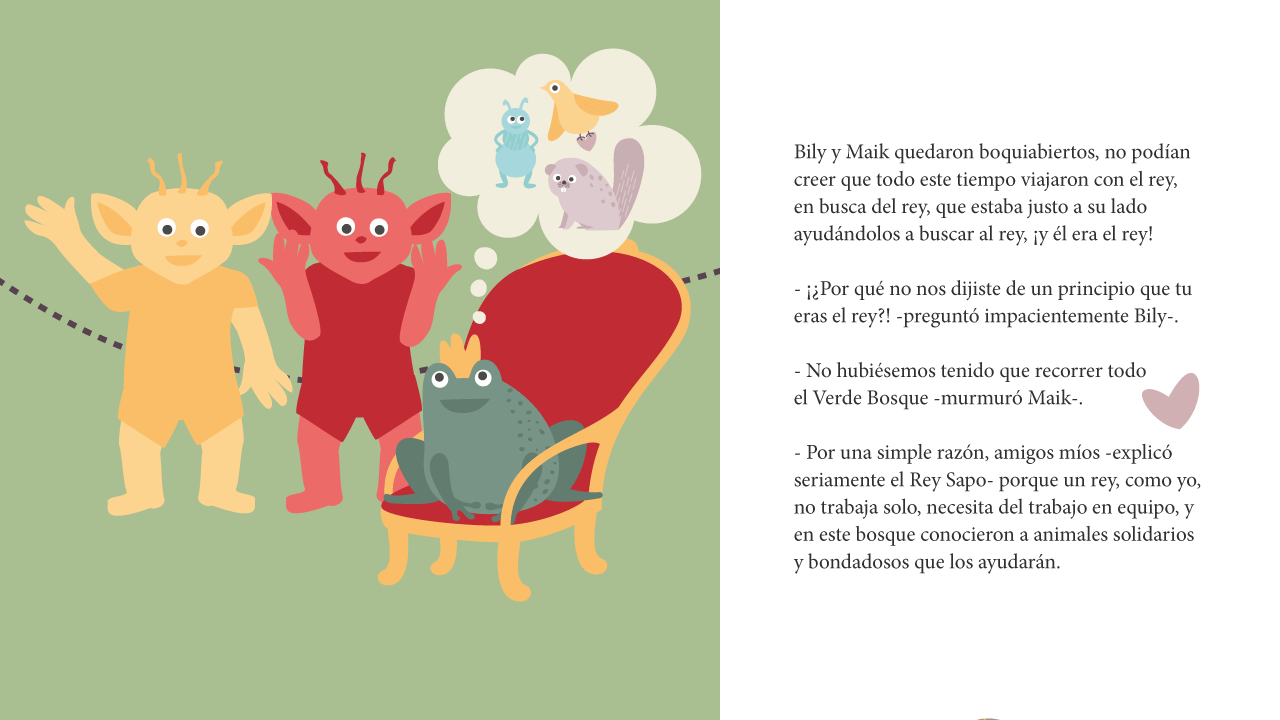 Bily y Maik quedaron boquiabiertos, no podían
creer que todo este tiempo viajaron con el rey,
en busca del rey, que estaba justo a su lado
ayudándolos a buscar al rey, ¡y él era el rey!
- ¡¿Por qué no nos dijiste de un principio que tu
eras el rey?! -preguntó impacientemente Bily-.
- No hubiésemos tenido que recorrer todo
el Verde Bosque -murmuró Maik-.
- Por una simple razón, amigos míos -explicó
seriamente el Rey Sapo- porque un rey, como yo,
no trabaja solo, necesita del trabajo en equipo, y
en este bosque conocieron a animales solidarios
y bondadosos que los ayudarán.